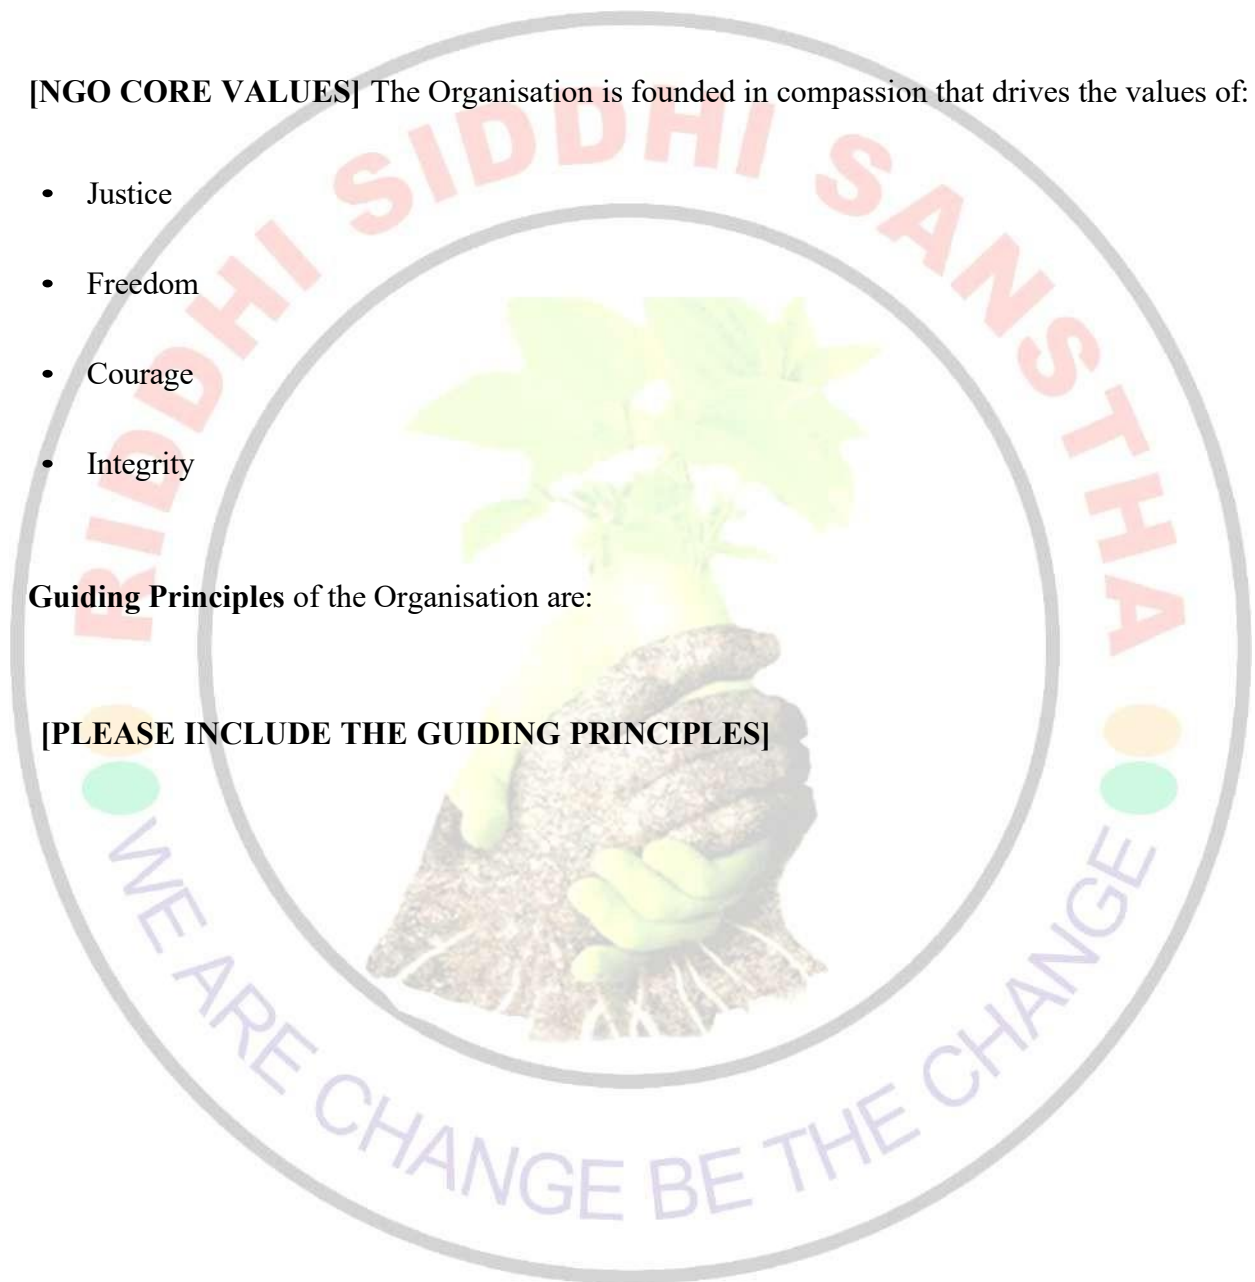 [NGO CORE VALUES] The Organisation is founded in compassion that drives the values of:
• Justice
• Freedom
• Courage
• Integrity
Guiding Principles of the Organisation are:
[PLEASE INCLUDE THE GUIDING PRINCIPLES]
RIDDHI SIDDHI SANSTHA
WE ARE CHANGE BE THE CHANGE